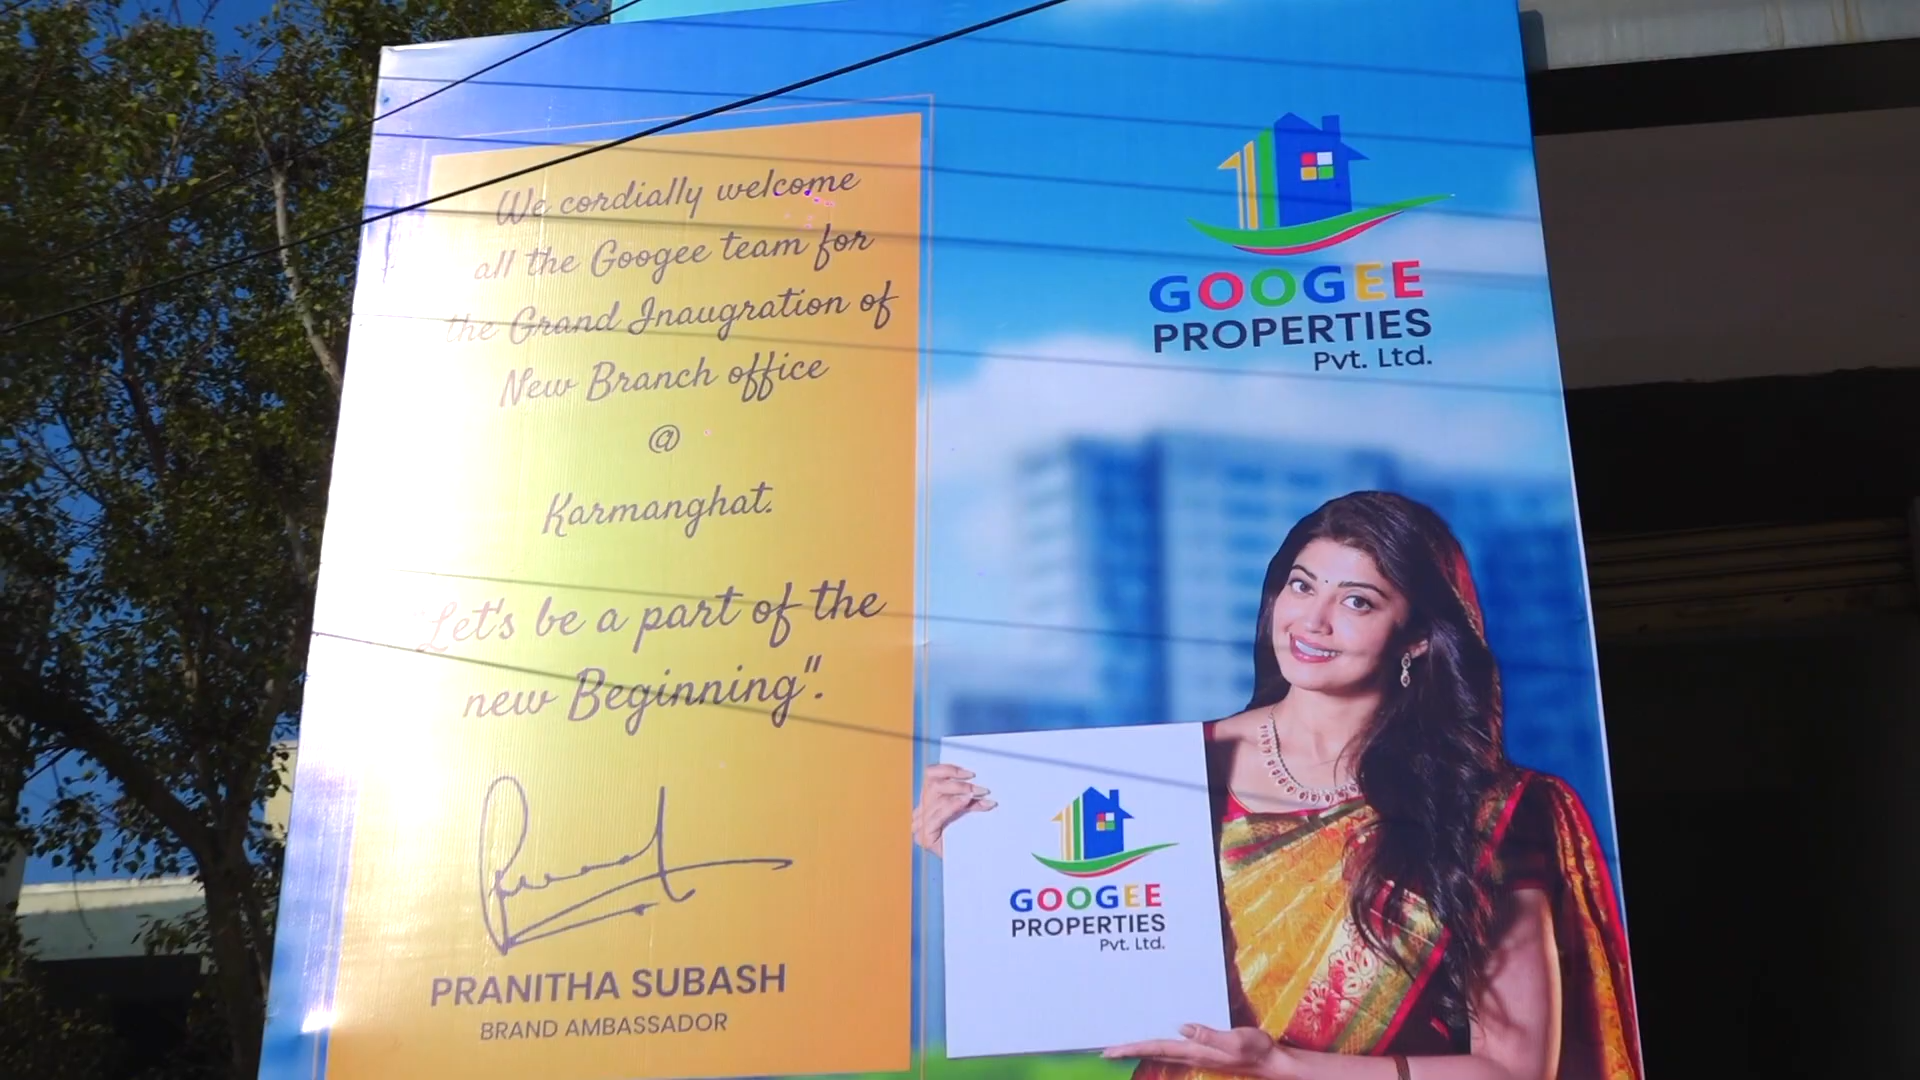 We cordially welcome
all the Googee team for
the Grand Inaugration of
New Branch office
@
Karmanghat.
"Let's be a part of the
new Beginning".
PRANITHA SUBASH
BRAND AMBASSADOR
GOOGEE
PROPERTIES
Pvt. Ltd.
GOOGEE
PROPERTIES
Pvt. Ltd.